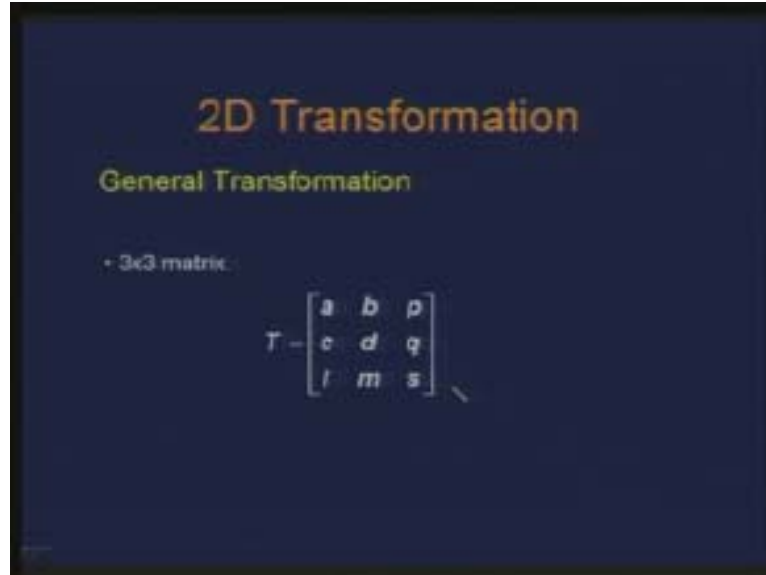 2D Transformation
General Transformation
• 3x3 matrix.
a b p
T = c d q
l m s